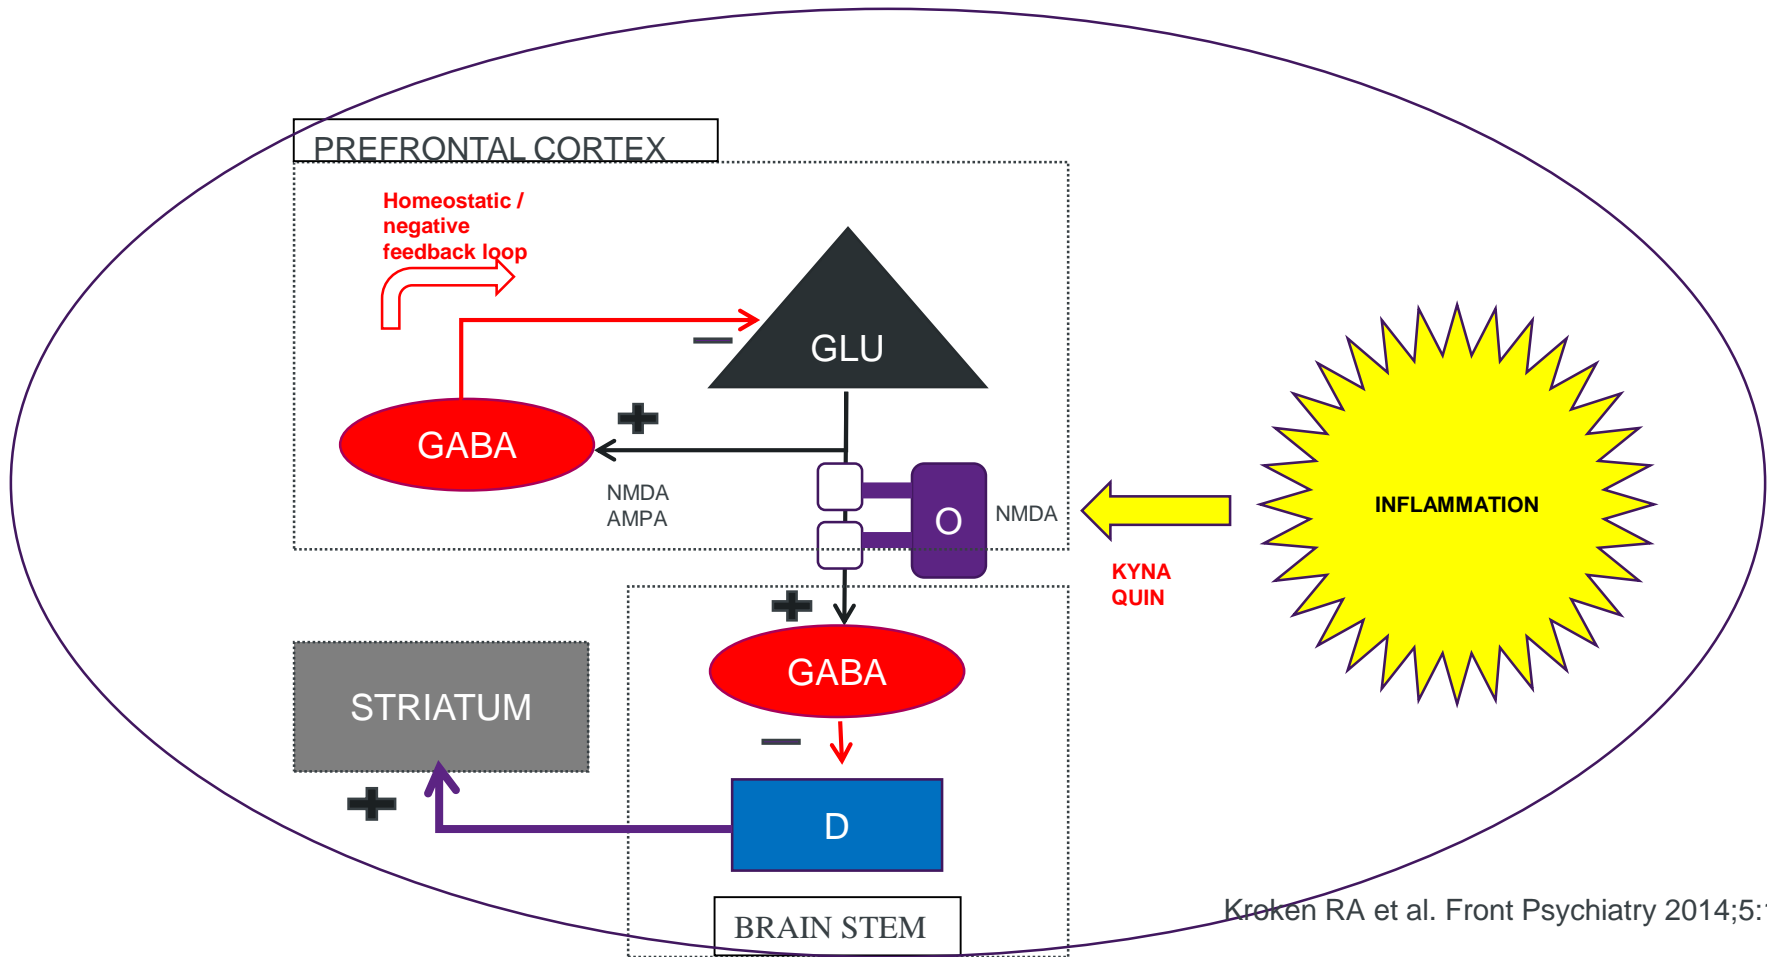 PREFRONTAL CORTEX
Homeostatic /
negative
feedback loop
GLU
GABA
NMDA
AMPA
O
NMDA
INFLAMMATION
KYNA
QUIN
GABA
STRIATUM
D
BRAIN STEM
Kroken RA et al. Front Psychiatry 2014;5: